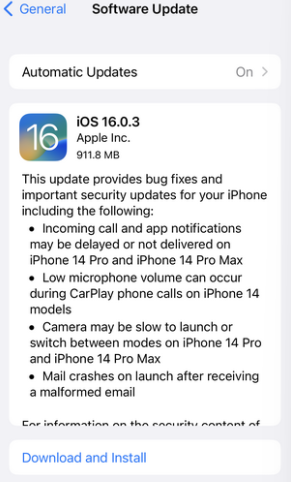 General
Software Update
Automatic Updates
On
16
iOS 16.0.3
Apple Inc.
911.8 MB
This update provides bug fixes and
important security updates for your iPhone
including the following:
• Incoming call and app notifications
may be delayed or not delivered on
iPhone 14 Pro and iPhone 14 Pro Max
• Low microphone volume can occur
during CarPlay phone calls on iPhone 14
models
• Camera may be slow to launch or
switch between modes on iPhone 14 Pro
and iPhone 14 Pro Max
• Mail crashes on launch after receiving
a malformed email
For information on the security content of
Download and Install